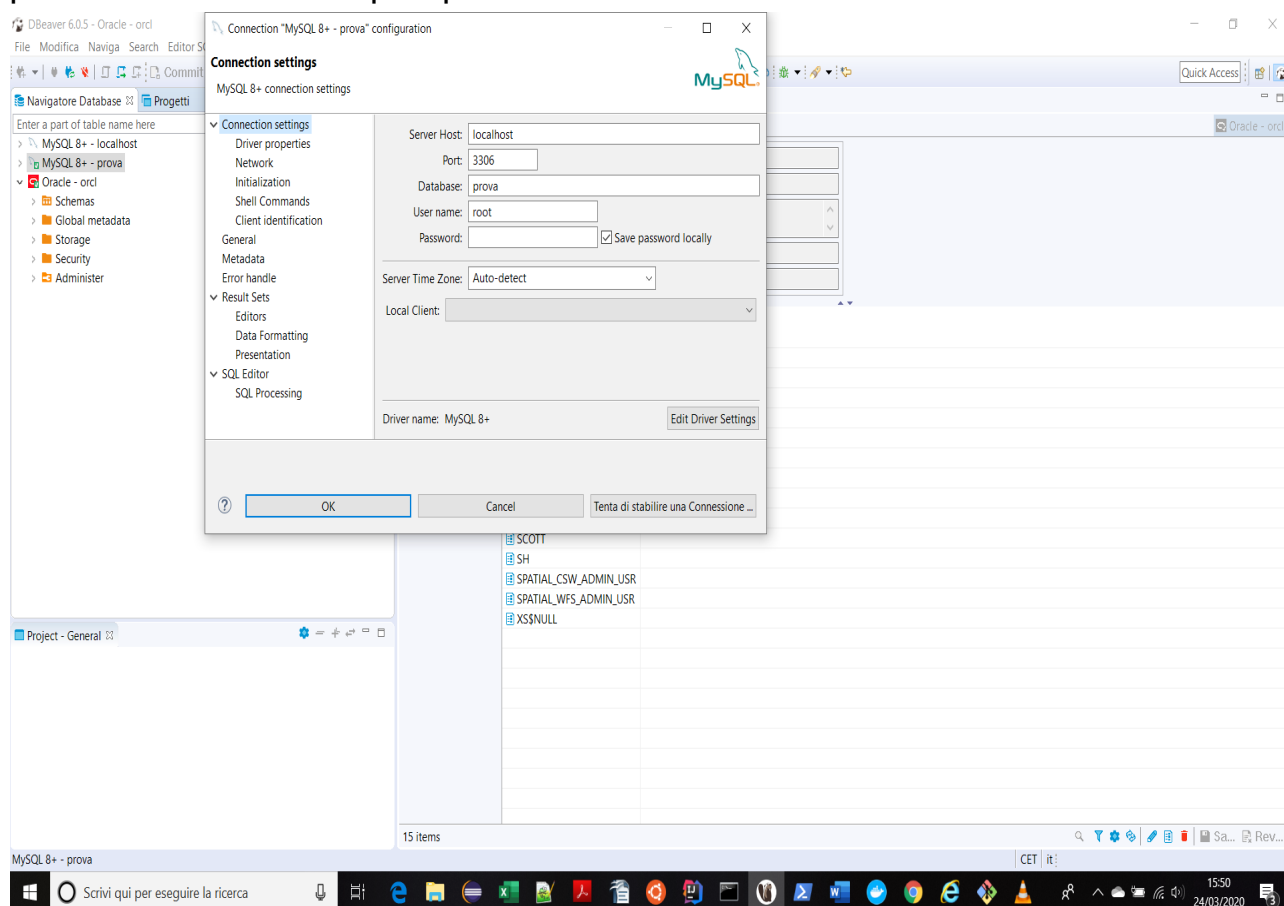 DBeaver 6.0.5 - Oracle - orcl
File Modifica Naviga Search Editor S
Commit
Quick Access
Navigatore Database
Progetti
Enter a part of table name here
Oracle - orcl
MySQL 8+ - localhost
MySQL 8+ - prova
Oracle - orcl
Schemas
Global metadata
Storage
Security
Administer
Connection "MySQL 8+ - prova" configuration
Connection settings
MySQL 8+ connection settings
MySQL
Connection settings
Driver properties
Network
Initialization
Shell Commands
Client identification
General
Metadata
Error handle
Result Sets
Editors
Data Formatting
Presentation
SQL Editor
SQL Processing
Server Host: localhost
Port: 3306
Database: prova
User name: root
Password: Save password locally
Server Time Zone: Auto-detect
Local Client:
Driver name: MySQL 8+ Edit Driver Settings
OK Cancel Tenta di stabilire una Connessione ...
SCOTT
SH
SPATIAL_CSW_ADMIN_USR
SPATIAL_WFS_ADMIN_USR
XS$NULL
Project - General
15 items
Sa... Rev...
MySQL 8+ - prova
CET it
Scrivi qui per eseguire la ricerca
15:50
24/03/2020